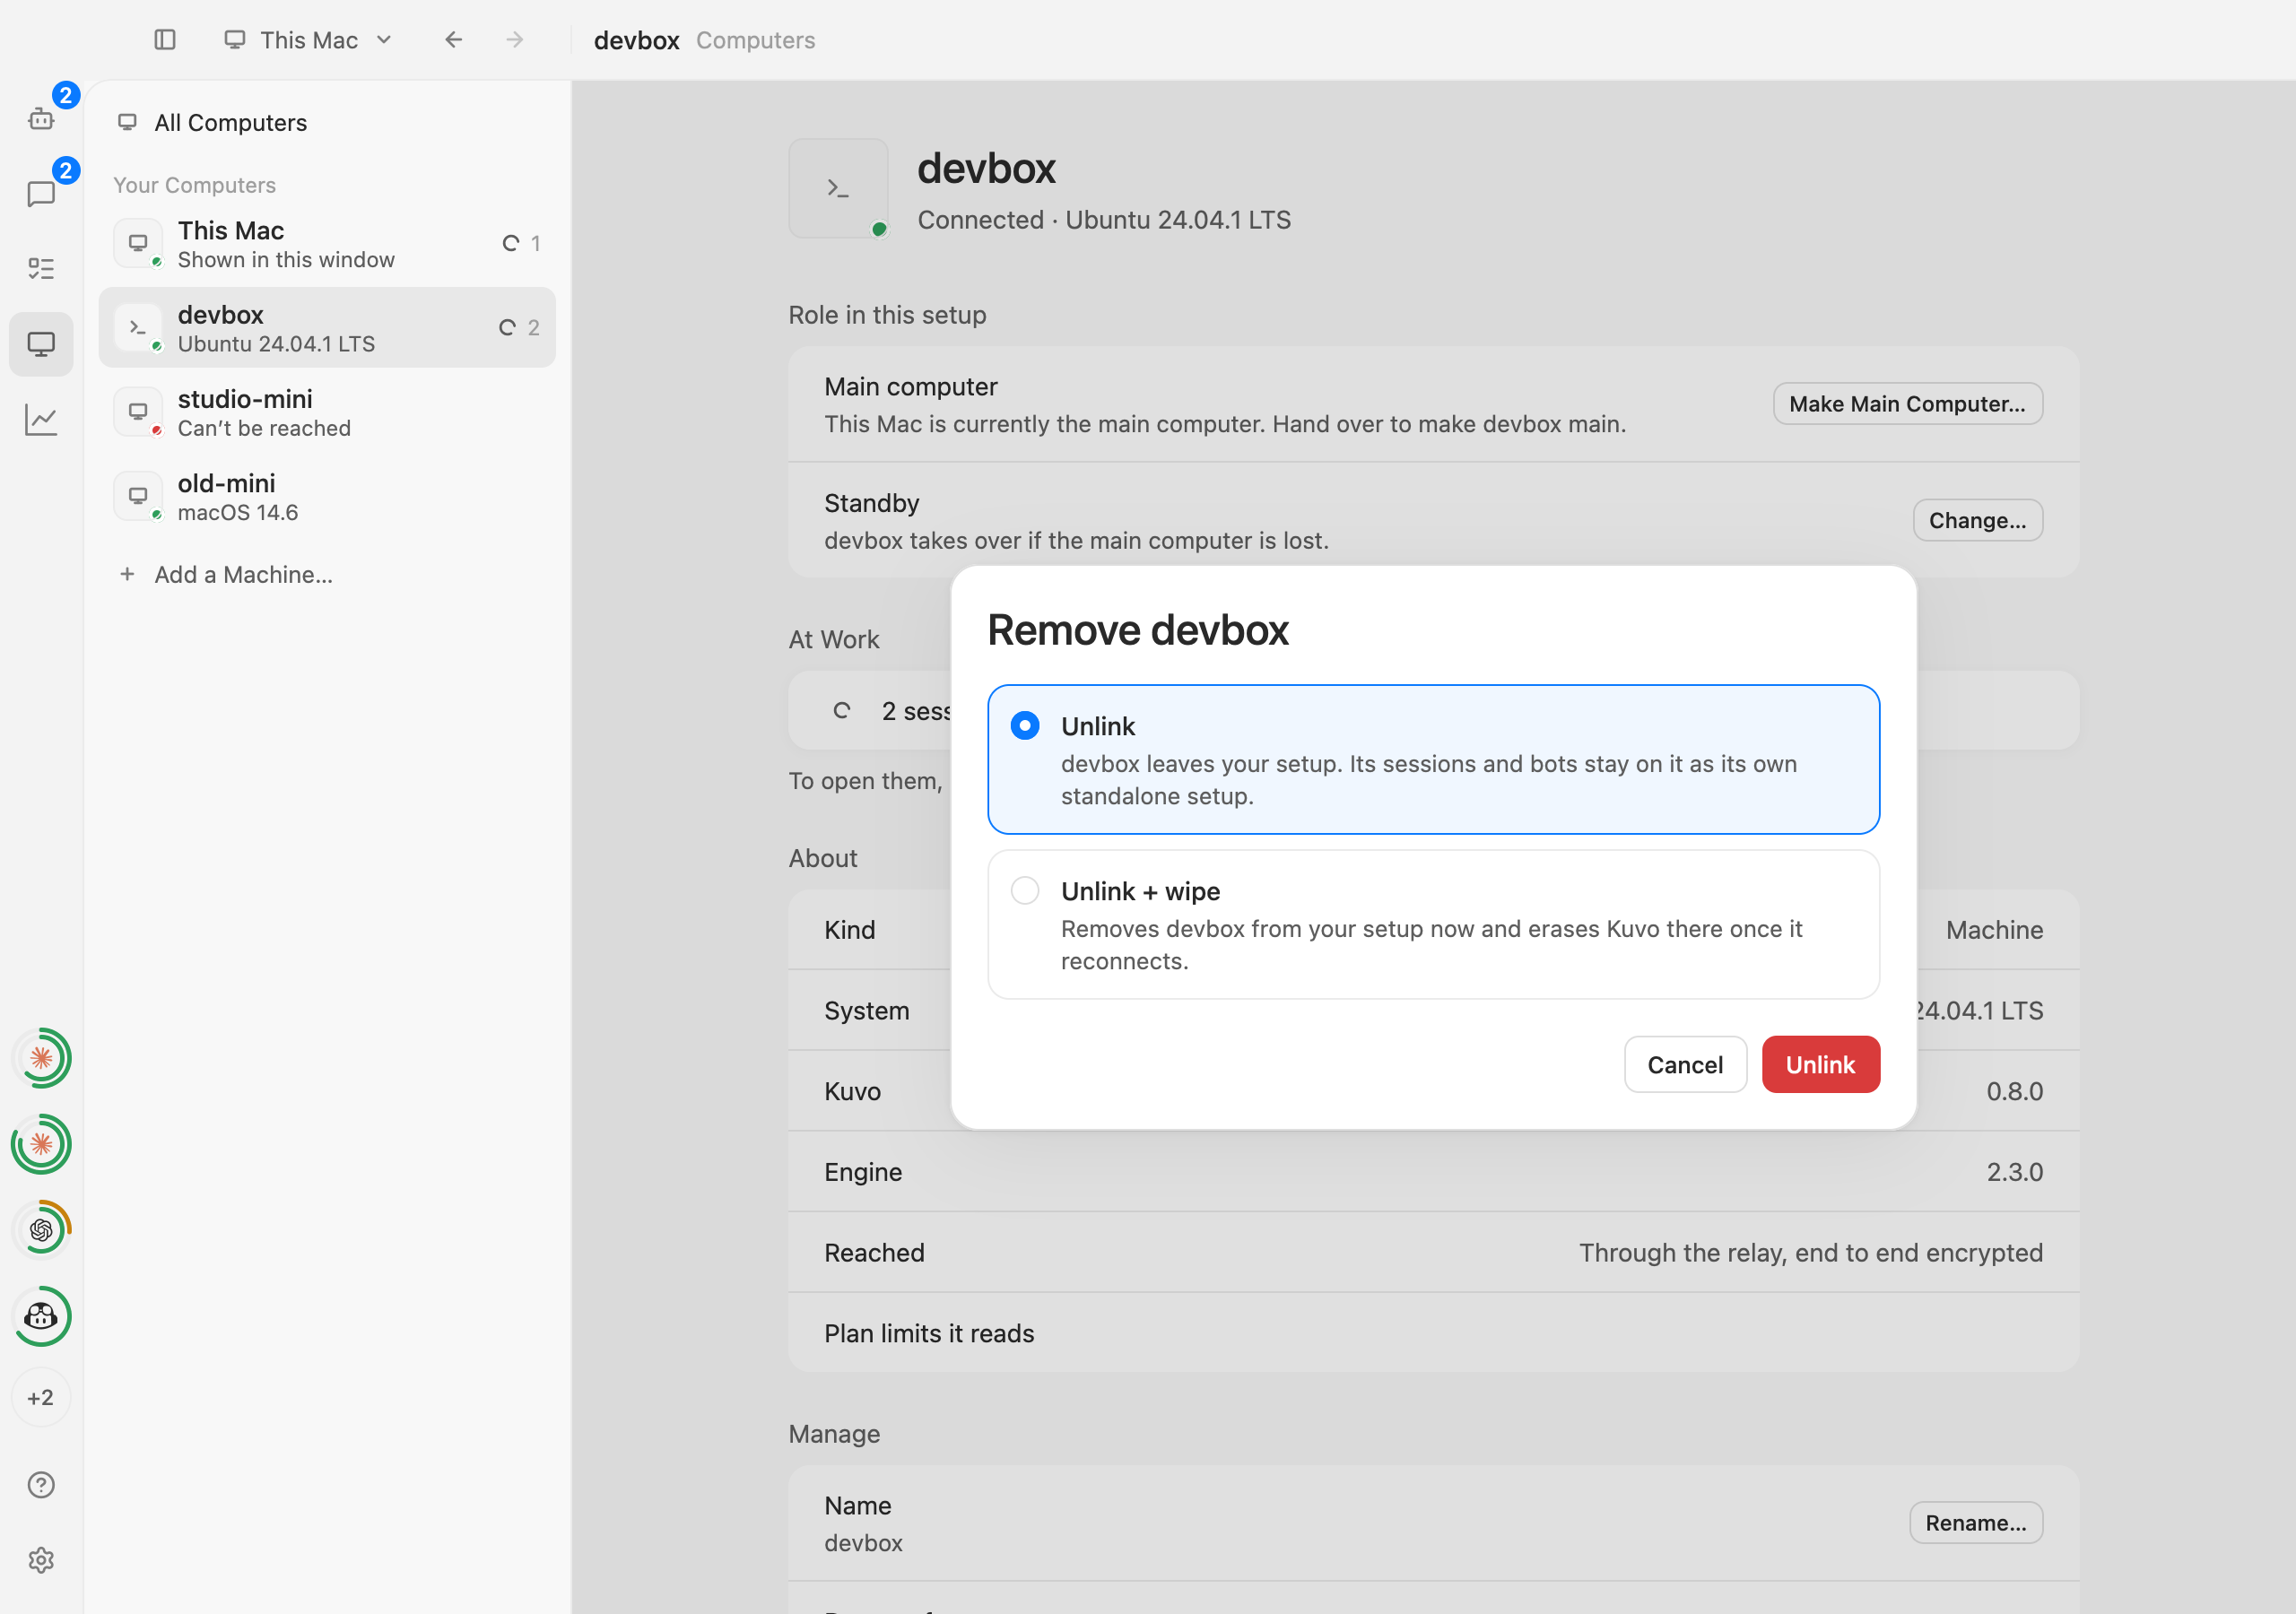 This Mac
devbox Computers
2
2
All Computers
Your Computers
This Mac
Shown in this window
1
devbox
Ubuntu 24.04.1 LTS
2
studio-mini
Can’t be reached
old-mini
macOS 14.6
+ Add a Machine...
+2
devbox
Connected · Ubuntu 24.04.1 LTS
Role in this setup
Main computer
This Mac is currently the main computer. Hand over to make devbox main.
Make Main Computer...
Standby
devbox takes over if the main computer is lost.
Change...
At Work
2
To open them,
About
Kind
Machine
System
24.04.1 LTS
Kuvo
0.8.0
Engine
2.3.0
Reached
Through the relay, end to end encrypted
Plan limits it reads
Manage
Name
devbox
Rename...
Remove devbox
Unlink
devbox leaves your setup. Its sessions and bots stay on it as its own
standalone setup.
Unlink + wipe
Removes devbox from your setup now and erases Kuvo there once it
reconnects.
Cancel
Unlink